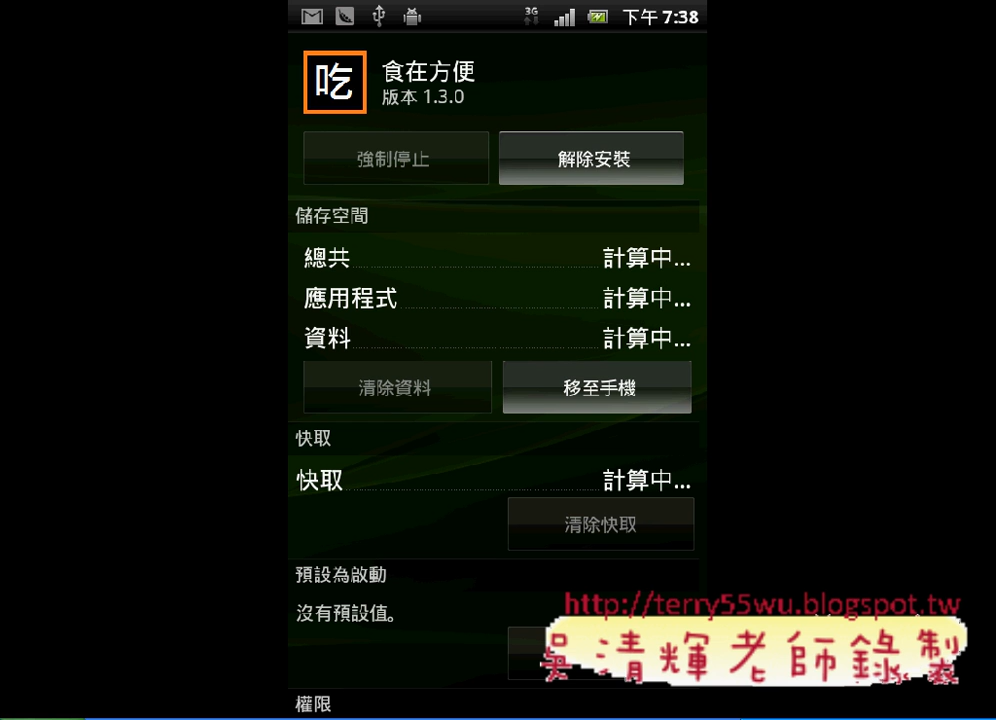 3G 下午 7:38
吃 食在方便
版本 1.3.0
強制停止 解除安裝
儲存空間
總共 計算中...
應用程式 計算中...
資料 計算中...
清除資料 移至手機
快取
快取 計算中...
清除快取
預設為啟動
沒有預設值。
http://terry55wu.blogspot.tw
吳清輝老師錄製
權限